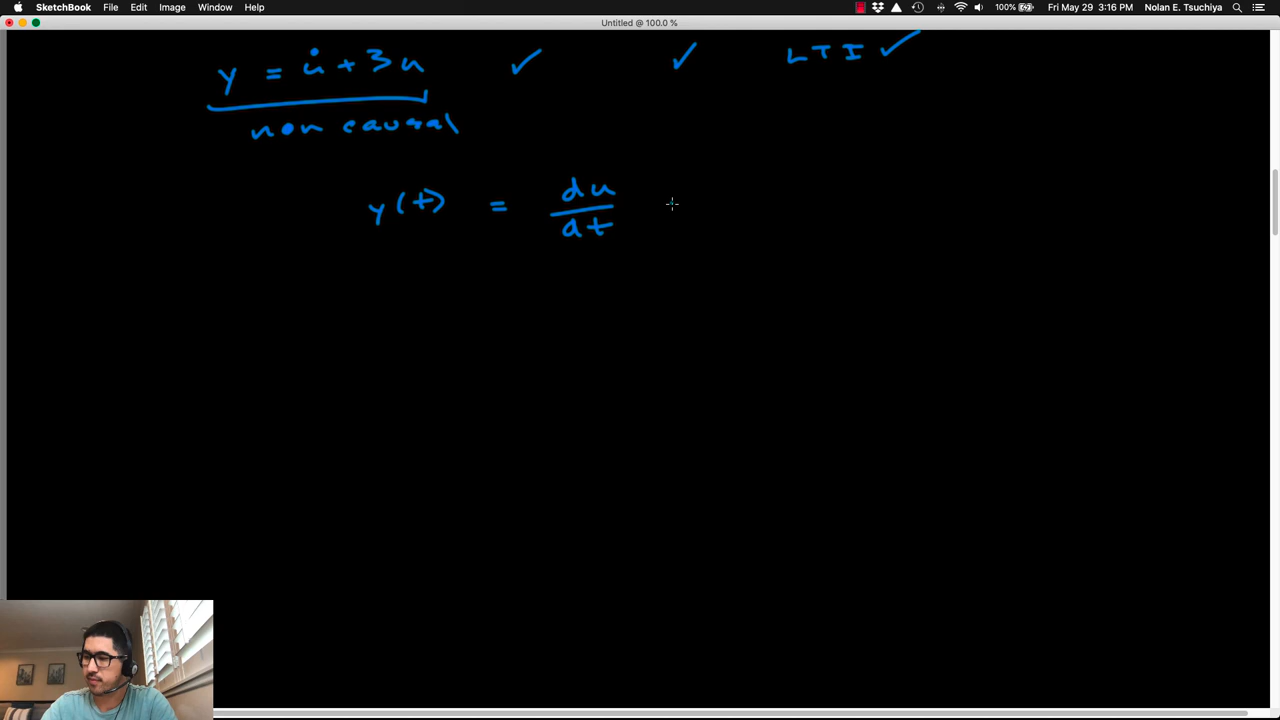 SketchBook File Edit Image Window Help 100% Fri May 29 3:16 PM Nolan E. Tsuchiya
Untitled @ 100.0 %
y = u̇ + 3u ✓ ✓ LTI ✓
non causal
y(t) = du/dt